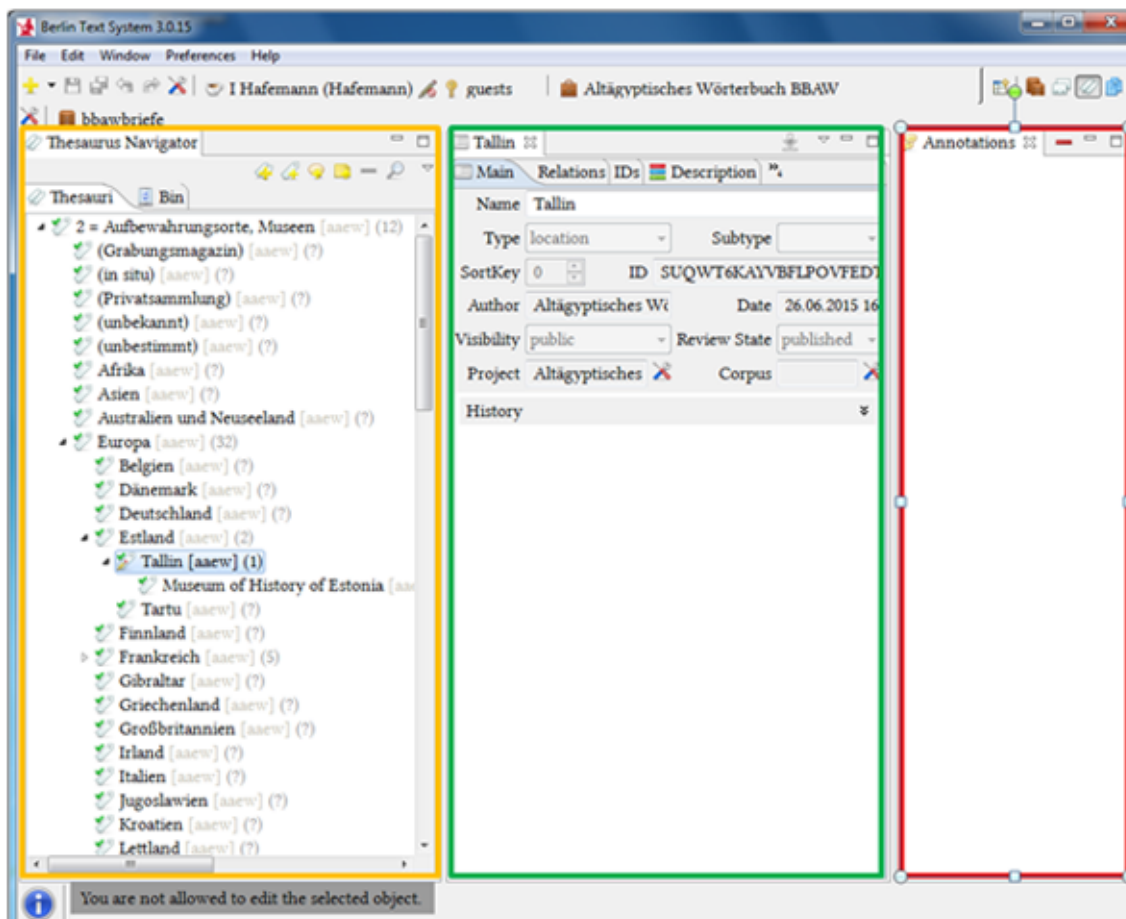 Berlin Text System 3.0.15
File Edit Window Preferences Help
I Hafemann (Hafemann) guests Altägyptisches Wörterbuch BBAW
bbawbriefe
Thesaurus Navigator
Thesauri Bin
2 = Aufbewahrungsorte, Museen [aaew] (12)
(Grabungsmagazin) [aaew] (?)
(in situ) [aaew] (?)
(Privatsammlung) [aaew] (?)
(unbekannt) [aaew] (?)
(unbestimmt) [aaew] (?)
Afrika [aaew] (?)
Asien [aaew] (?)
Australien und Neuseeland [aaew] (?)
Europa [aaew] (32)
Belgien [aaew] (?)
Dänemark [aaew] (?)
Deutschland [aaew] (?)
Estland [aaew] (2)
Tallin [aaew] (1)
Museum of History of Estonia [aae
Tartu [aaew] (?)
Finnland [aaew] (?)
Frankreich [aaew] (5)
Gibraltar [aaew] (?)
Griechenland [aaew] (?)
Großbritannien [aaew] (?)
Irland [aaew] (?)
Italien [aaew] (?)
Jugoslawien [aaew] (?)
Kroatien [aaew] (?)
Lettland [aaew] (?)
Tallin
Main Relations IDs Description »4
Name Tallin
Type location Subtype
SortKey 0 ID SUQWT6KAYVBFLPOVFEDT
Author Altägyptisches Wö Date 26.06.2015 16
Visibility public Review State published
Project Altägyptisches Corpus
History
Annotations
You are not allowed to edit the selected object.